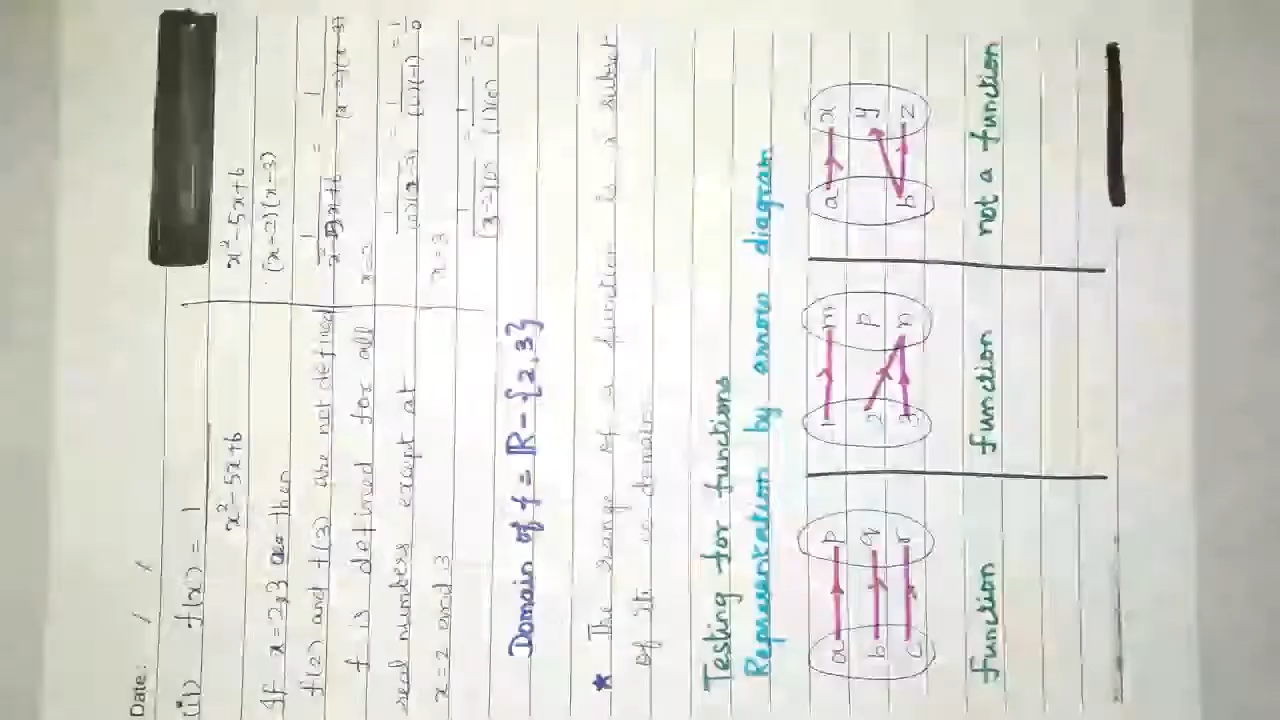 Date: / /
(ii) f(x) = 1
x² - 5x + 6
If x = 2,3 then
f(2) and f(3) are not defined
f is defined for all
real numbers except at
x = 2 and 3
x² - 5x + 6
(x-2)(x-3)
1 = 1
(x-2)(x-3)
x = 2
1 = 1 = 1
(0)(2-3) (0)(-1) 0
x = 3
1 = 1 = 1
(3-2)(0) (1)(0) 0
Domain of f = R - {2,3}
★ The range of a function is a subset
of its co-domain
Testing for functions
Representation by arrow diagram
a p
b q
c r
function
1 m
2 p
3 n
function
a x
b y
z
not a function